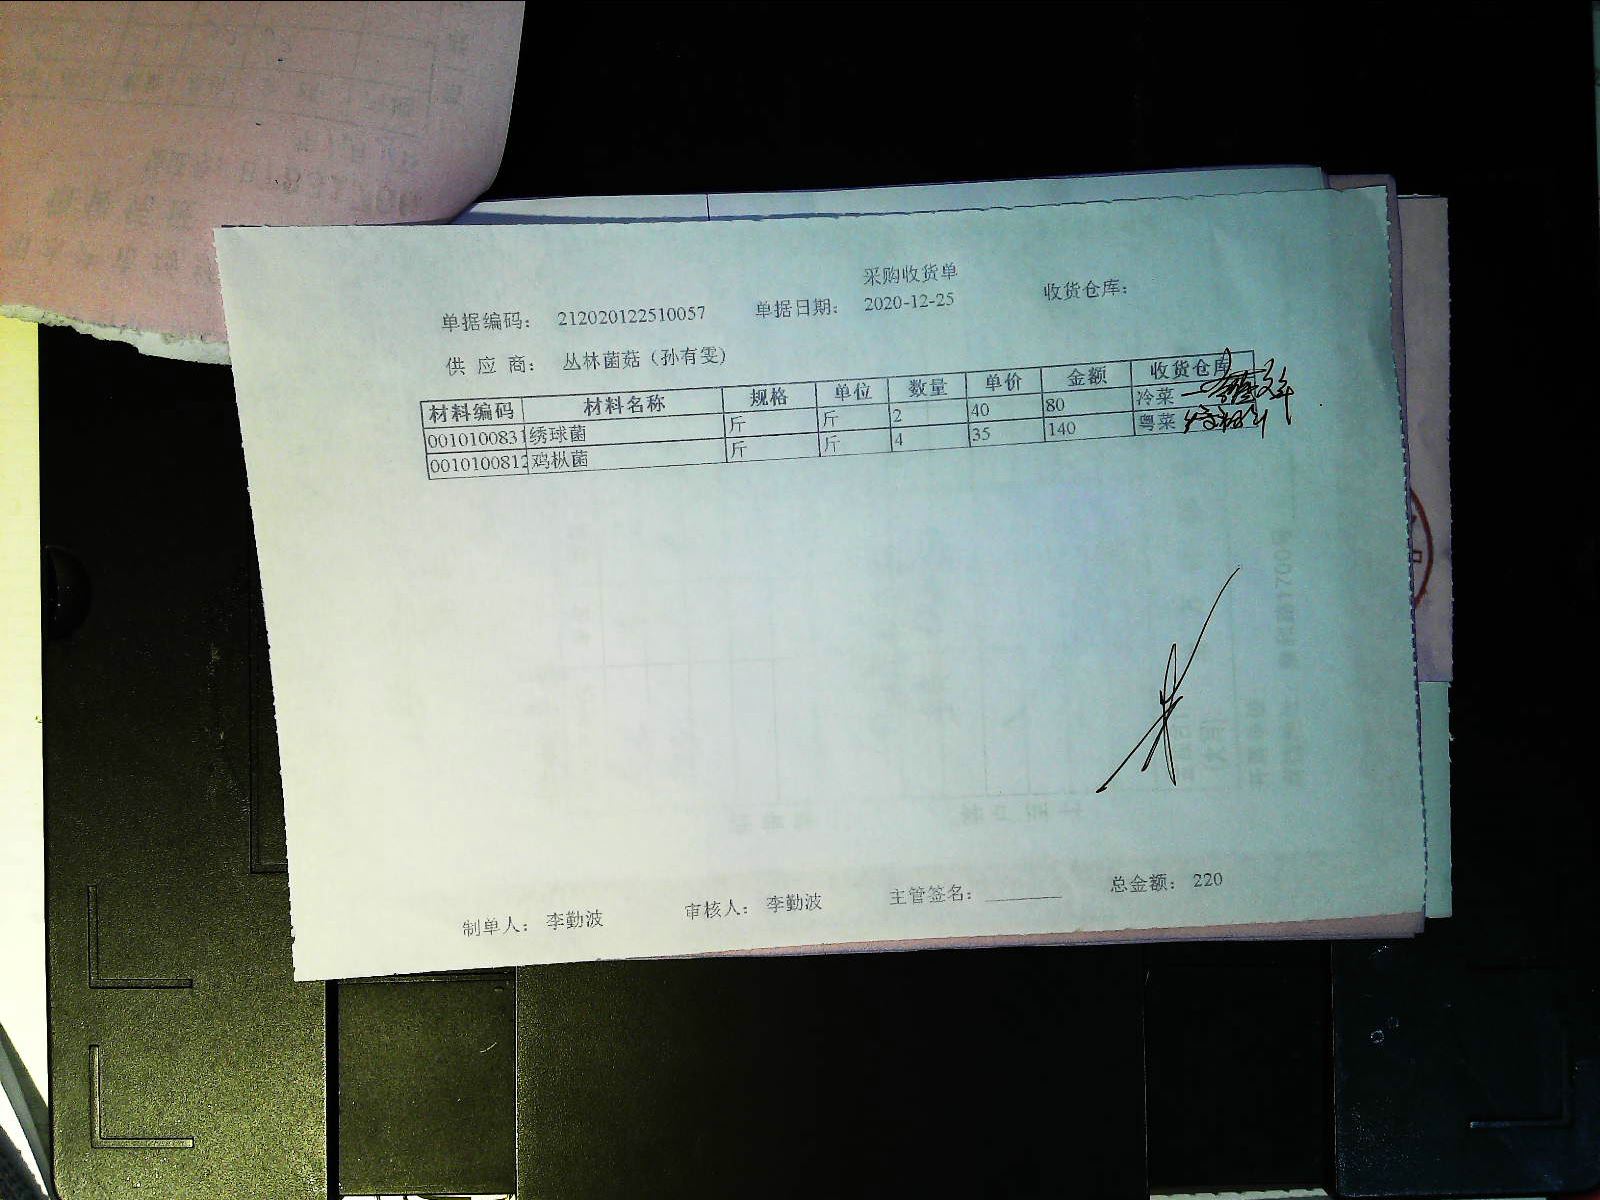 采购收货单
单据编码: 212020122510057 单据日期: 2020-12-25 收货仓库:
供 应 商: 丛林菌菇（孙有雯）
材料编码 材料名称 规格 单位 数量 单价 金额 收货仓库
0010100831 绣球菌 斤 斤 2 40 80 冷菜
0010100812 鸡枞菌 斤 斤 4 35 140 粤菜
制单人: 李勤波 审核人: 李勤波 主管签名: 总金额: 220